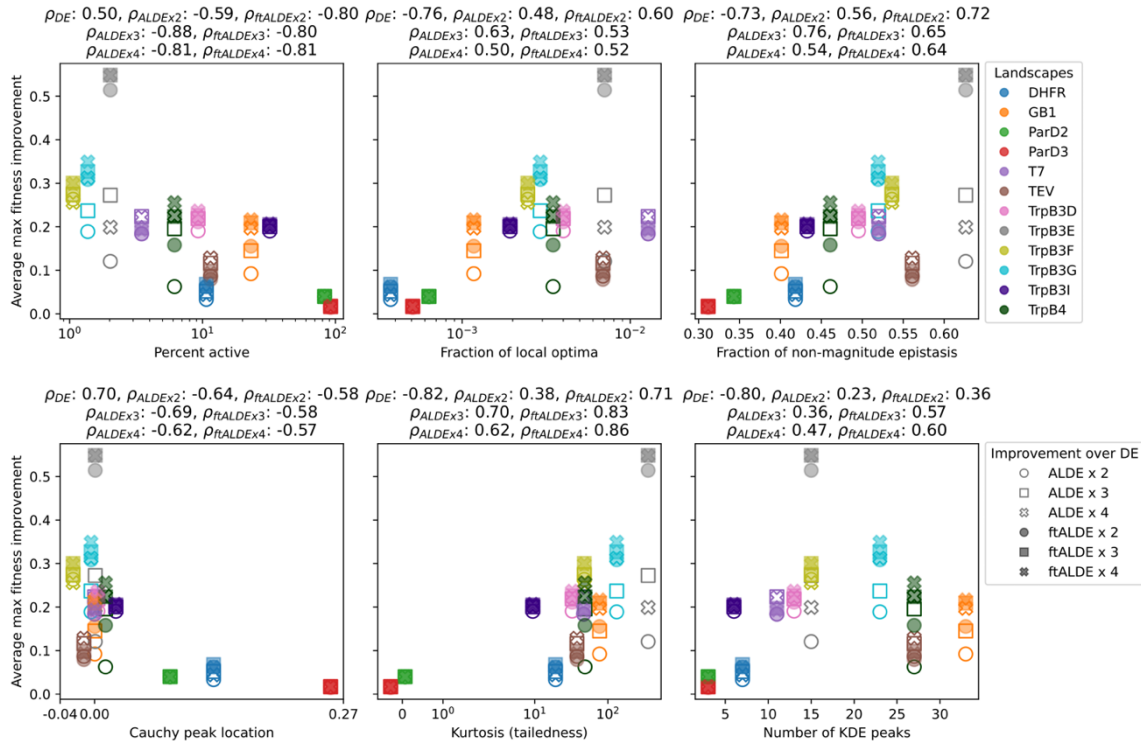 ρDE: 0.50, ρALDEx2: -0.59, ρftALDEx2: -0.80
ρALDEx3: -0.88, ρftALDEx3: -0.80
ρALDEx4: -0.81, ρftALDEx4: -0.81
ρDE: -0.76, ρALDEx2: 0.48, ρftALDEx2: 0.60
ρALDEx3: 0.63, ρftALDEx3: 0.53
ρALDEx4: 0.50, ρftALDEx4: 0.52
ρDE: -0.73, ρALDEx2: 0.56, ρftALDEx2: 0.72
ρALDEx3: 0.76, ρftALDEx3: 0.65
ρALDEx4: 0.54, ρftALDEx4: 0.64
Average max fitness improvement
0.5
0.4
0.3
0.2
0.1
0.0
10⁰ 10¹ 10²
Percent active
10⁻³ 10⁻²
Fraction of local optima
0.30 0.35 0.40 0.45 0.50 0.55 0.60
Fraction of non-magnitude epistasis
Landscapes
DHFR
GB1
ParD2
ParD3
T7
TEV
TrpB3D
TrpB3E
TrpB3F
TrpB3G
TrpB3I
TrpB4
ρDE: 0.70, ρALDEx2: -0.64, ρftALDEx2: -0.58
ρALDEx3: -0.69, ρftALDEx3: -0.58
ρALDEx4: -0.62, ρftALDEx4: -0.57
ρDE: -0.82, ρALDEx2: 0.38, ρftALDEx2: 0.71
ρALDEx3: 0.70, ρftALDEx3: 0.83
ρALDEx4: 0.62, ρftALDEx4: 0.86
ρDE: -0.80, ρALDEx2: 0.23, ρftALDEx2: 0.36
ρALDEx3: 0.36, ρftALDEx3: 0.57
ρALDEx4: 0.47, ρftALDEx4: 0.60
Average max fitness improvement
0.5
0.4
0.3
0.2
0.1
0.0
-0.04 0.00 0.27
Cauchy peak location
0 10⁰ 10¹ 10²
Kurtosis (tailedness)
5 10 15 20 25 30
Number of KDE peaks
Improvement over DE
ALDE x 2
ALDE x 3
ALDE x 4
ftALDE x 2
ftALDE x 3
ftALDE x 4